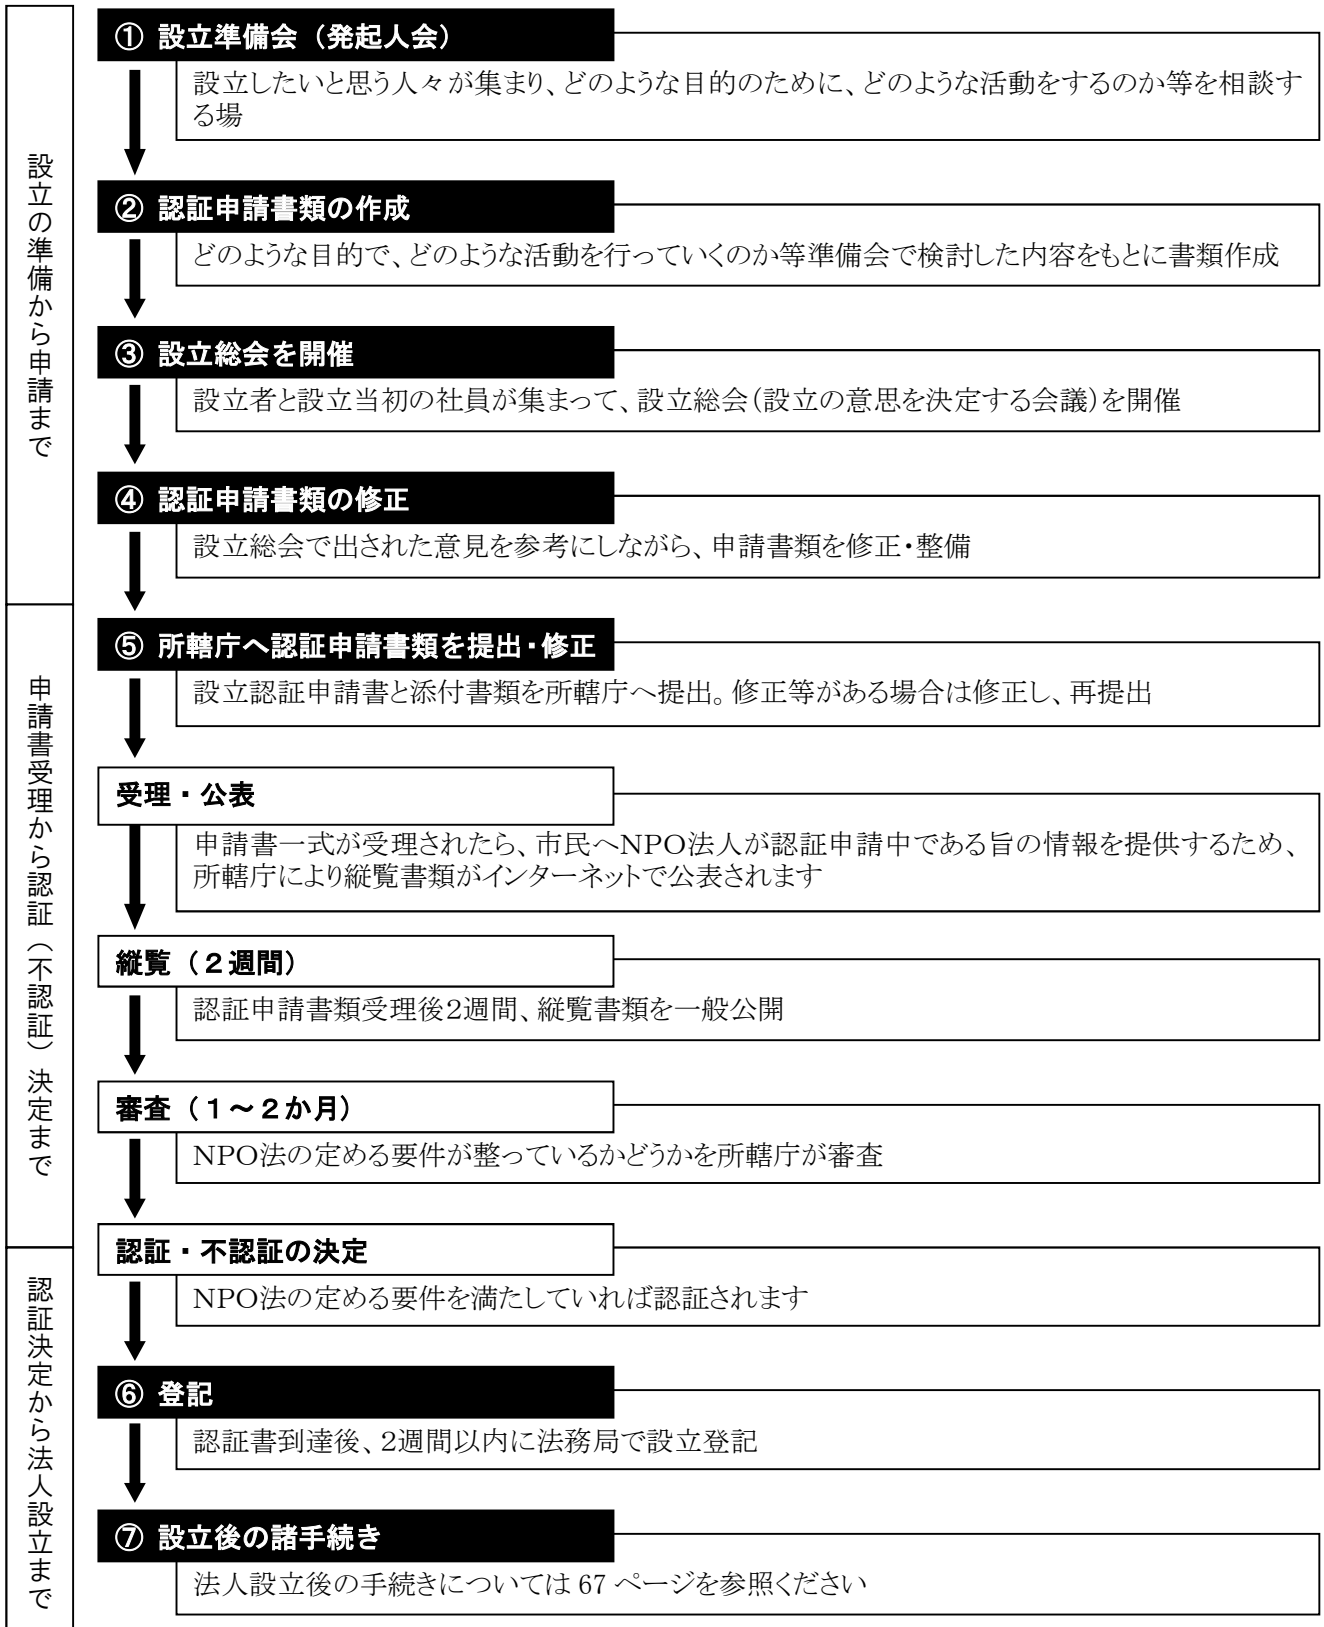 設立の準備から申請まで
① 設立準備会（発起人会）
設立したいと思う人々が集まり、どのような目的のために、どのような活動をするのか等を相談す
る場
② 認証申請書類の作成
どのような目的で、どのような活動を行っていくのか等準備会で検討した内容をもとに書類作成
③ 設立総会を開催
設立者と設立当初の社員が集まって、設立総会（設立の意思を決定する会議）を開催
④ 認証申請書類の修正
設立総会で出された意見を参考にしながら、申請書類を修正・整備
申請書受理から認証（不認証）決定まで
⑤ 所轄庁へ認証申請書類を提出・修正
設立認証申請書と添付書類を所轄庁へ提出。修正等がある場合は修正し、再提出
受理・公表
申請書一式が受理されたら、市民へNPO法人が認証申請中である旨の情報を提供するため、
所轄庁により縦覧書類がインターネットで公表されます
縦覧（２週間）
認証申請書類受理後2週間、縦覧書類を一般公開
審査（１～２か月）
NPO法の定める要件が整っているかどうかを所轄庁が審査
認証・不認証の決定
NPO法の定める要件を満たしていれば認証されます
認証決定から法人設立まで
⑥ 登記
認証書到達後、2週間以内に法務局で設立登記
⑦ 設立後の諸手続き
法人設立後の手続きについては 67 ページを参照ください